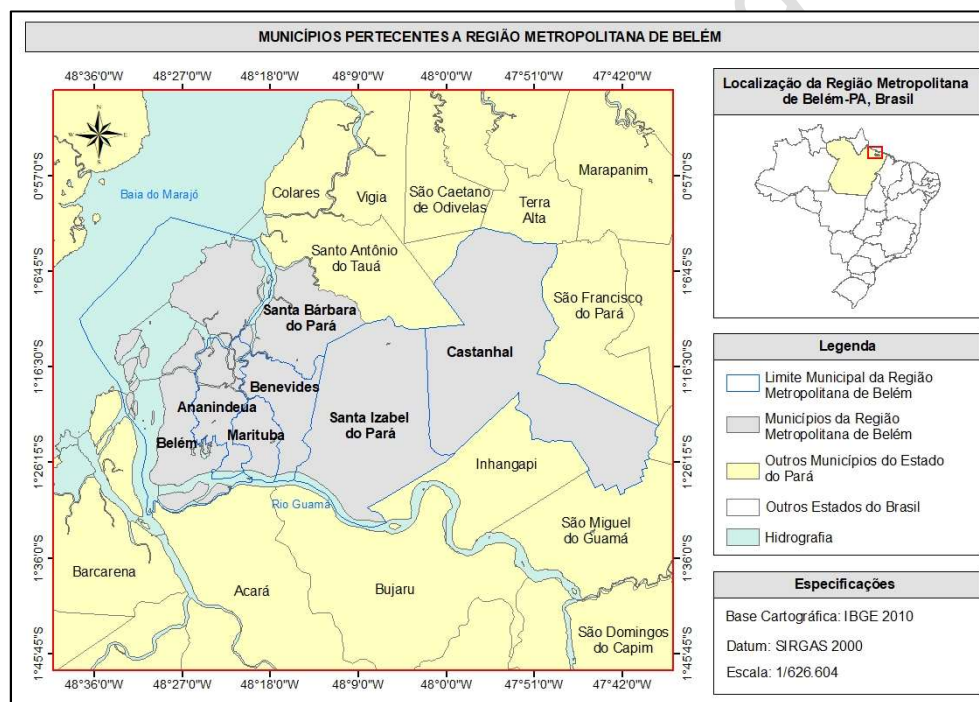 MUNICÍPIOS PERTECENTES A REGIÃO METROPOLITANA DE BELÉM
48°36'0"W 48°27'0"W 48°18'0"W 48°9'0"W 48°0'0"W 47°51'0"W 47°42'0"W
0°57'0"S
1°6'45"S
1°16'30"S
1°26'15"S
1°36'0"S
1°45'45"S
N
E
S
W
Baia do Marajó
Colares
Vigia
São Caetano
de Odivelas
Terra
Alta
Marapanim
Santo Antônio
do Tauá
São Francisco
do Pará
Santa Bárbara
do Pará
Castanhal
Benevides
Ananindeua
Santa Izabel
do Pará
Belém
Marituba
Inhangapi
Rio Guamá
São Miguel
do Guamá
Barcarena
Acará
Bujaru
São Domingos
do Capim
0°57'0"S
1°6'45"S
1°16'30"S
1°26'15"S
1°36'0"S
1°45'45"S
48°36'0"W 48°27'0"W 48°18'0"W 48°9'0"W 48°0'0"W 47°51'0"W 47°42'0"W
Localização da Região Metropolitana
de Belém-PA, Brasil
Legenda
Limite Municipal da Região
Metropolitana de Belém
Municípios da Região
Metropolitana de Belém
Outros Municípios do Estado
do Pará
Outros Estados do Brasil
Hidrografia
Especificações
Base Cartográfica: IBGE 2010
Datum: SIRGAS 2000
Escala: 1/626.604